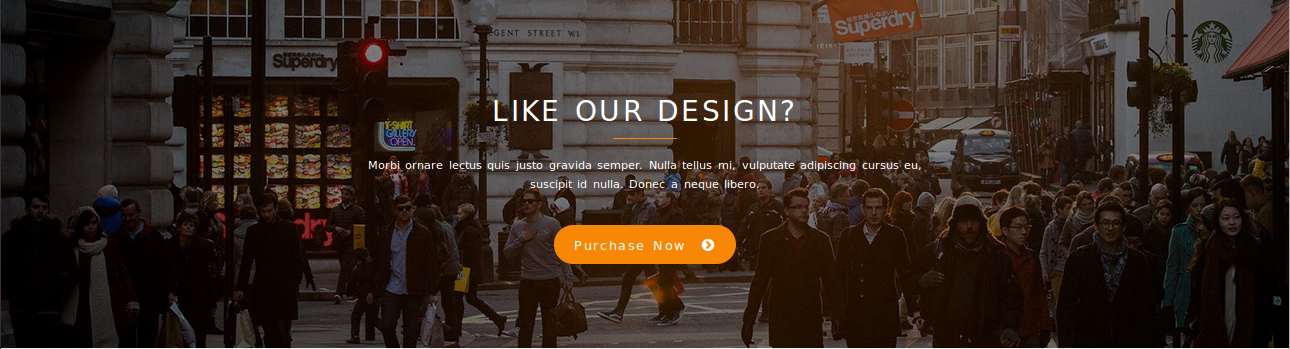 Superdry
GENT STREET W1
Superdry
T-SHIRT
GALLERY
OPEN
LIKE OUR DESIGN?
Morbi ornare lectus quis justo gravida semper. Nulla tellus mi, vulputate adipiscing cursus eu,
suscipit id nulla. Donec a neque libero.
Purchase Now